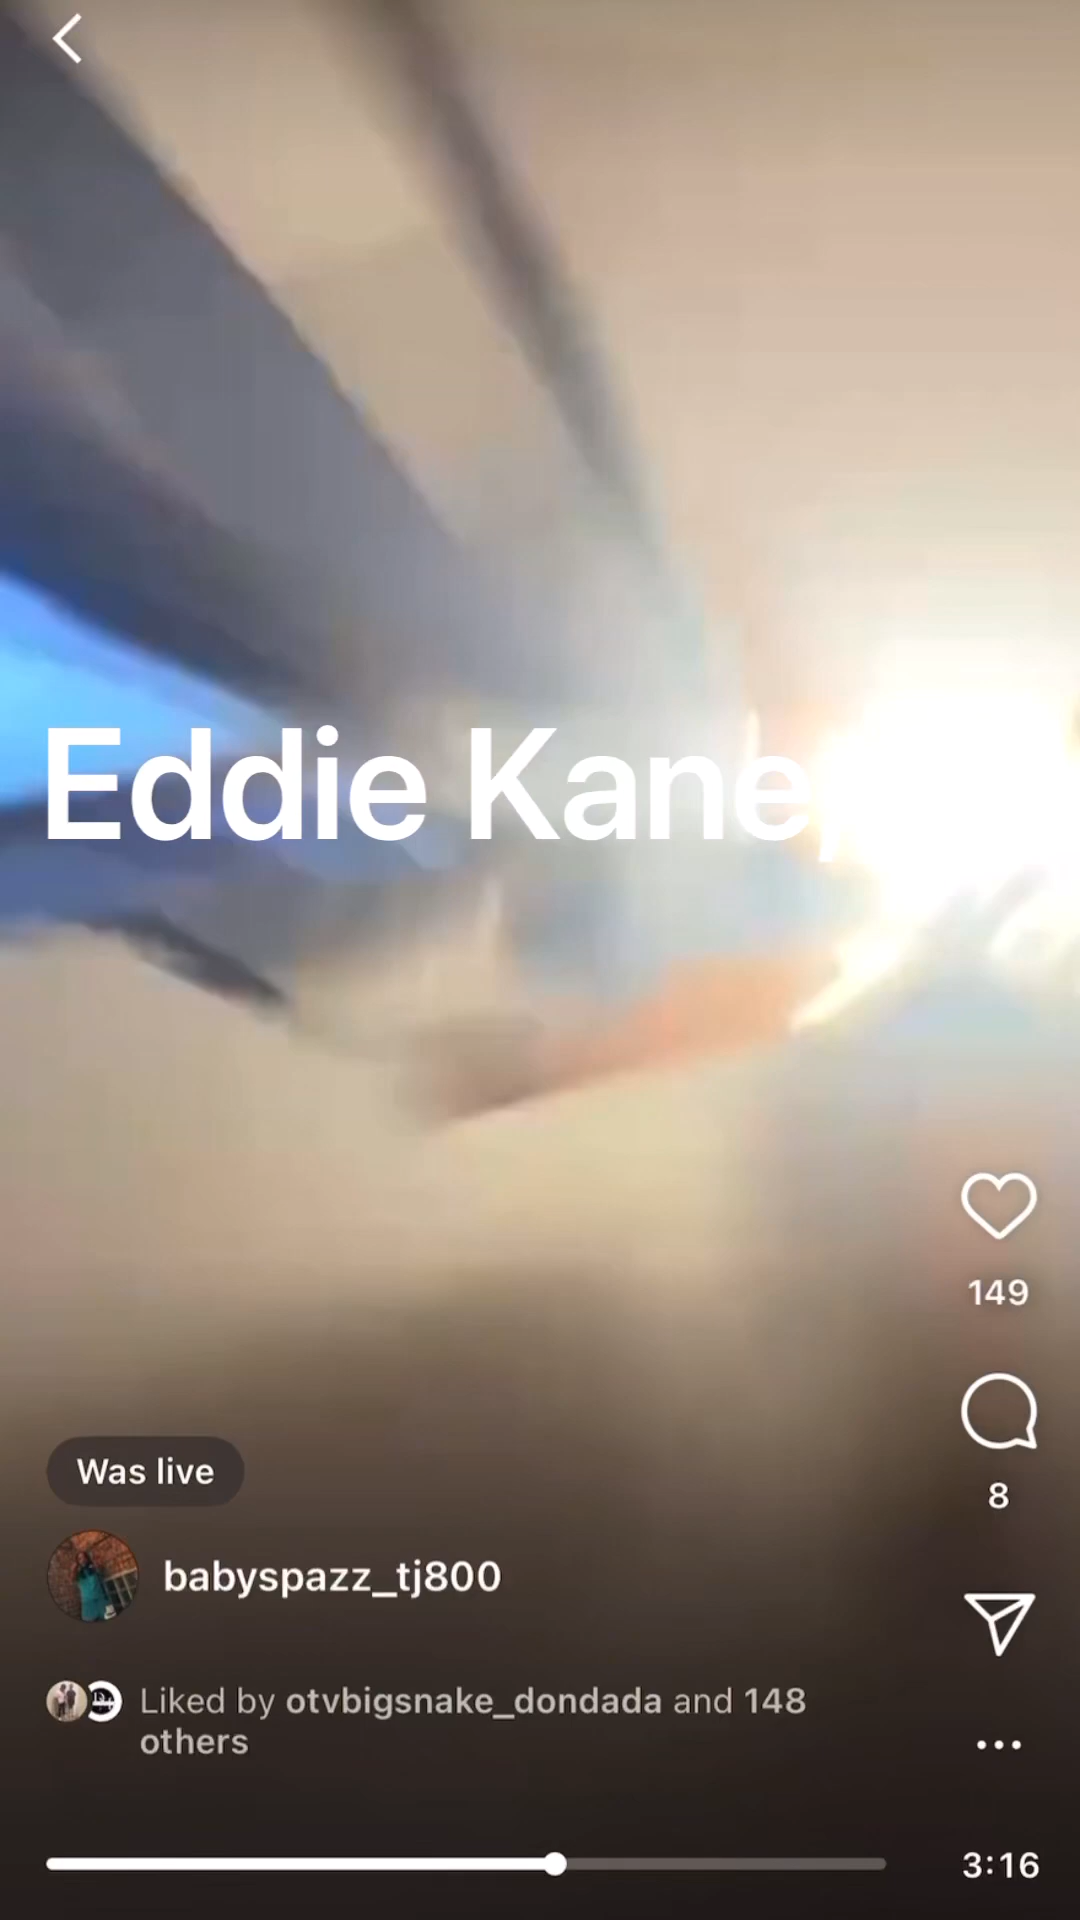 Eddie Kane,
149
Was live
8
babyspazz_tj800
Liked by otvbigsnake_dondada and 148
others
3:16